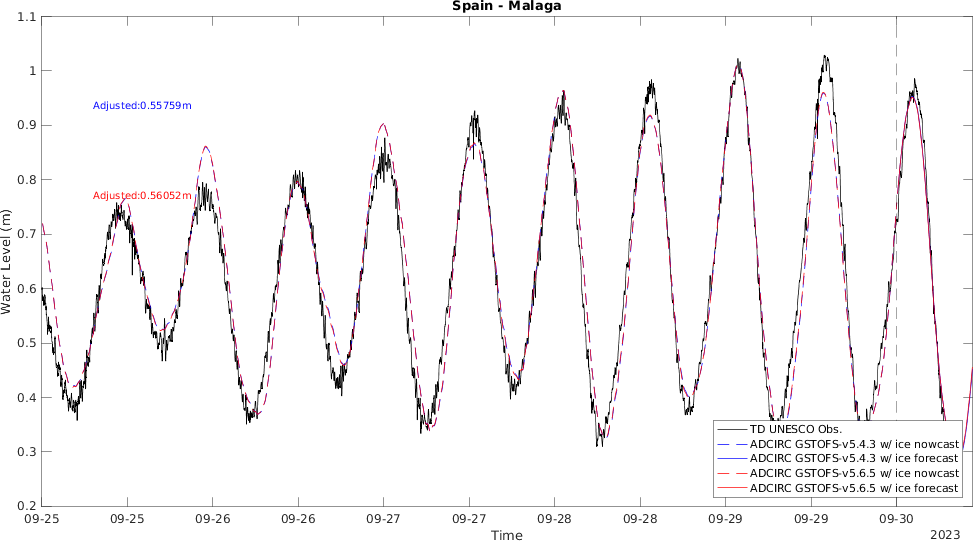 Spain - Malaga
1.1
1
0.9
0.8
0.7
0.6
0.5
0.4
0.3
0.2
Water Level (m)
Adjusted:0.55759m
Adjusted:0.56052m
TD UNESCO Obs.
ADCIRC GSTOFS-v5.4.3 w/ ice nowcast
ADCIRC GSTOFS-v5.4.3 w/ ice forecast
ADCIRC GSTOFS-v5.6.5 w/ ice nowcast
ADCIRC GSTOFS-v5.6.5 w/ ice forecast
09-25 09-25 09-26 09-26 09-27 09-27 09-28 09-28 09-29 09-29 09-30
Time
2023